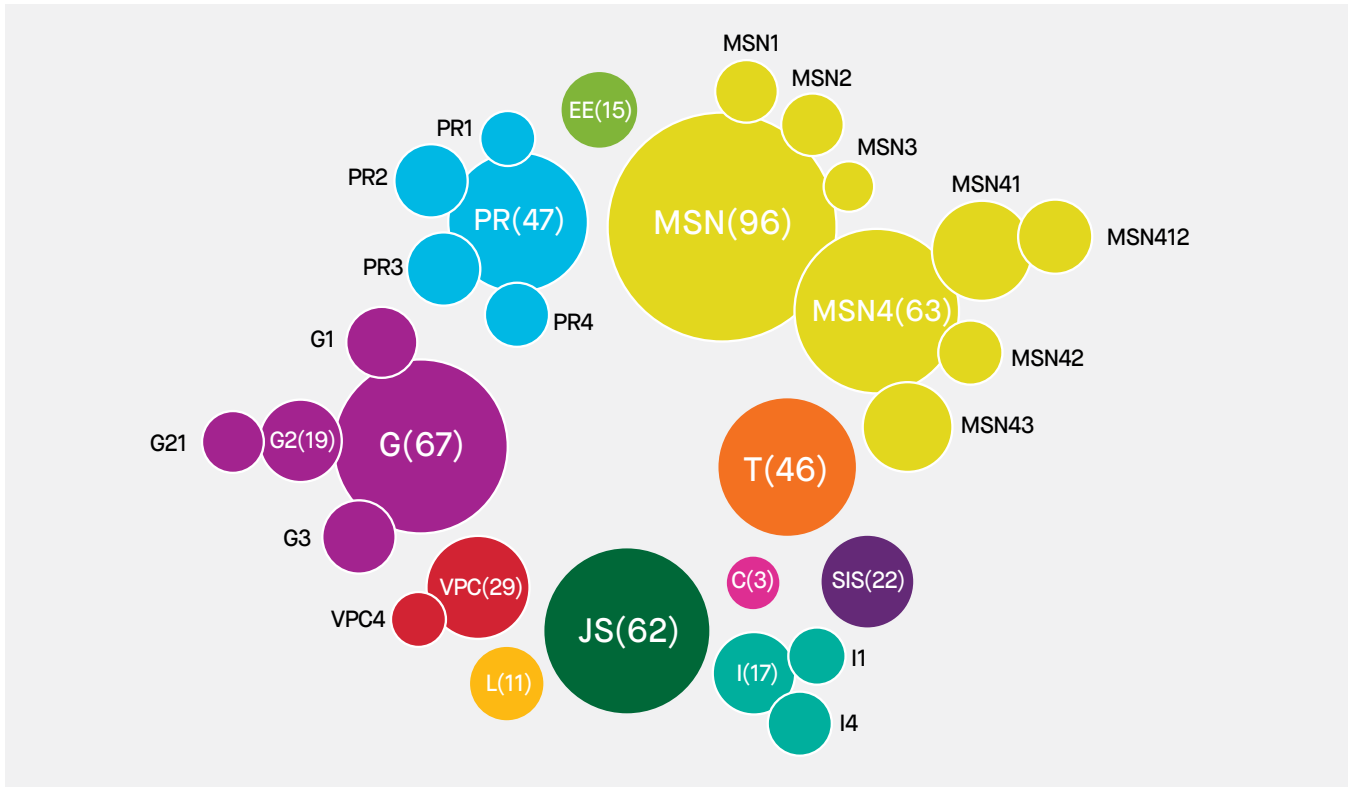 MSN1
MSN2
EE(15)
PR1
MSN3
PR2
MSN41
PR(47)
MSN(96)
MSN412
PR3
MSN4(63)
PR4
G1
MSN42
MSN43
G21
G2(19)
G(67)
T(46)
G3
VPC(29)
C(3)
SIS(22)
VPC4
JS(62)
I1
L(11)
I(17)
I4